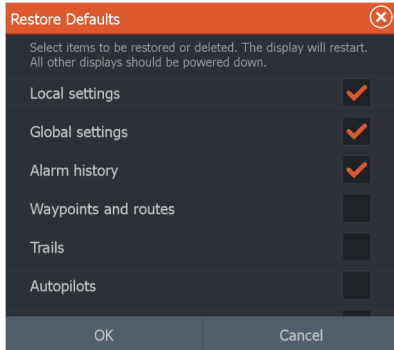 Restore Defaults
Select items to be restored or deleted. The display will restart.
All other displays should be powered down.
Local settings
Global settings
Alarm history
Waypoints and routes
Trails
Autopilots
OK
Cancel